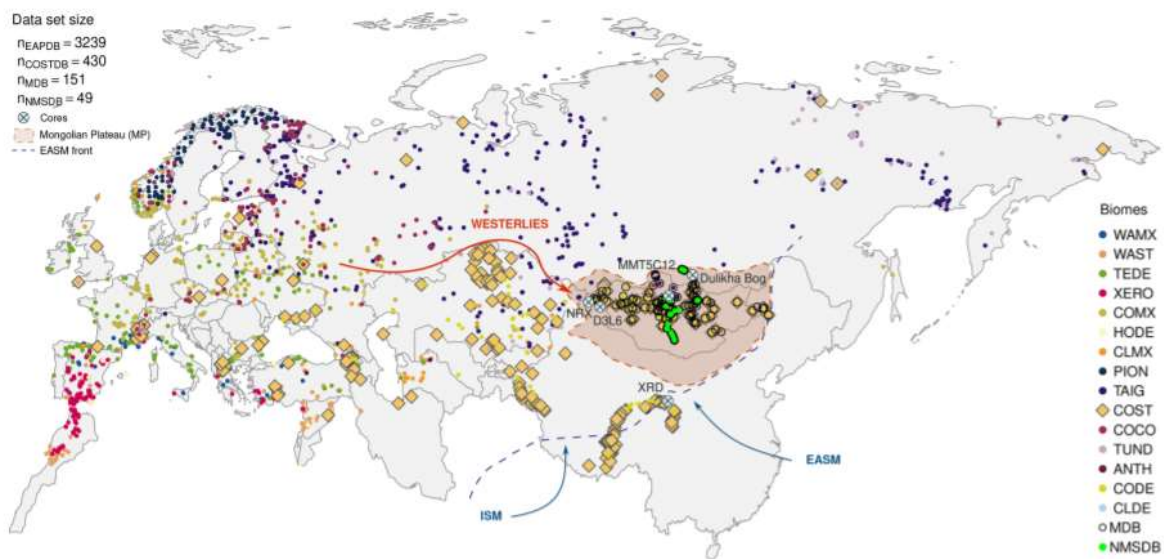 Data set size
nEAPDB = 3239
nCOSTDB = 430
nMDB = 151
nNMSDB = 49
Cores
Mongolian Plateau (MP)
EASM front
WESTERLIES
MMT5C12
Dulikha Bog
NRX
D3L6
XRD
EASM
ISM
Biomes
WAMX
WAST
TEDE
XERO
COMX
HODE
CLMX
PION
TAIG
COST
COCO
TUND
ANTH
CODE
CLDE
MDB
NMSDB